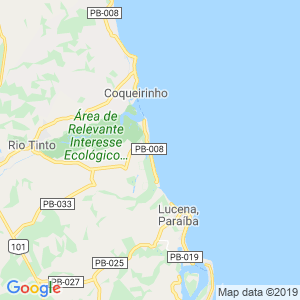 PB-008
Coqueirinho
Área de
Relevante
Interesse
Ecológico...
PB-008
Rio Tinto
PB-033
Lucena,
Paraíba
101
PB-025
PB-019
PB-027
Google
Map data ©2019